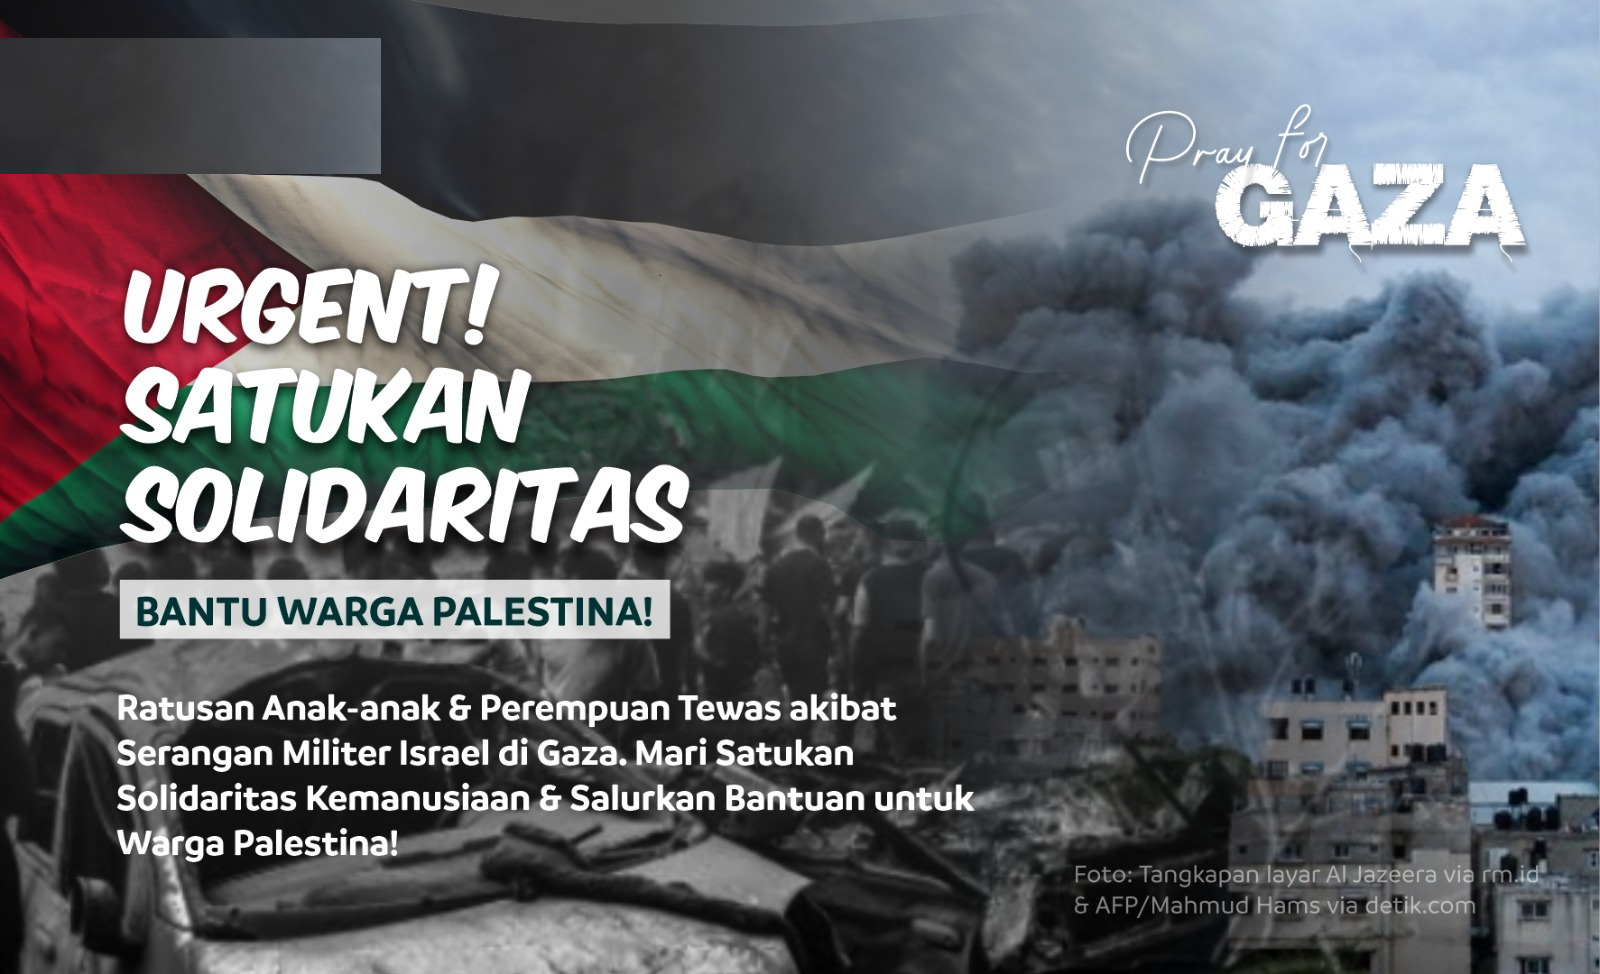 Pray for
GAZA
URGENT!
SATUKAN
SOLIDARITAS
BANTU WARGA PALESTINA!
Ratusan Anak-anak & Perempuan Tewas akibat
Serangan Militer Israel di Gaza. Mari Satukan
Solidaritas Kemanusiaan & Salurkan Bantuan untuk
Warga Palestina!
Foto: Tangkapan layar Al Jazeera via rm.id
& AFP/Mahmud Hams via detik.com